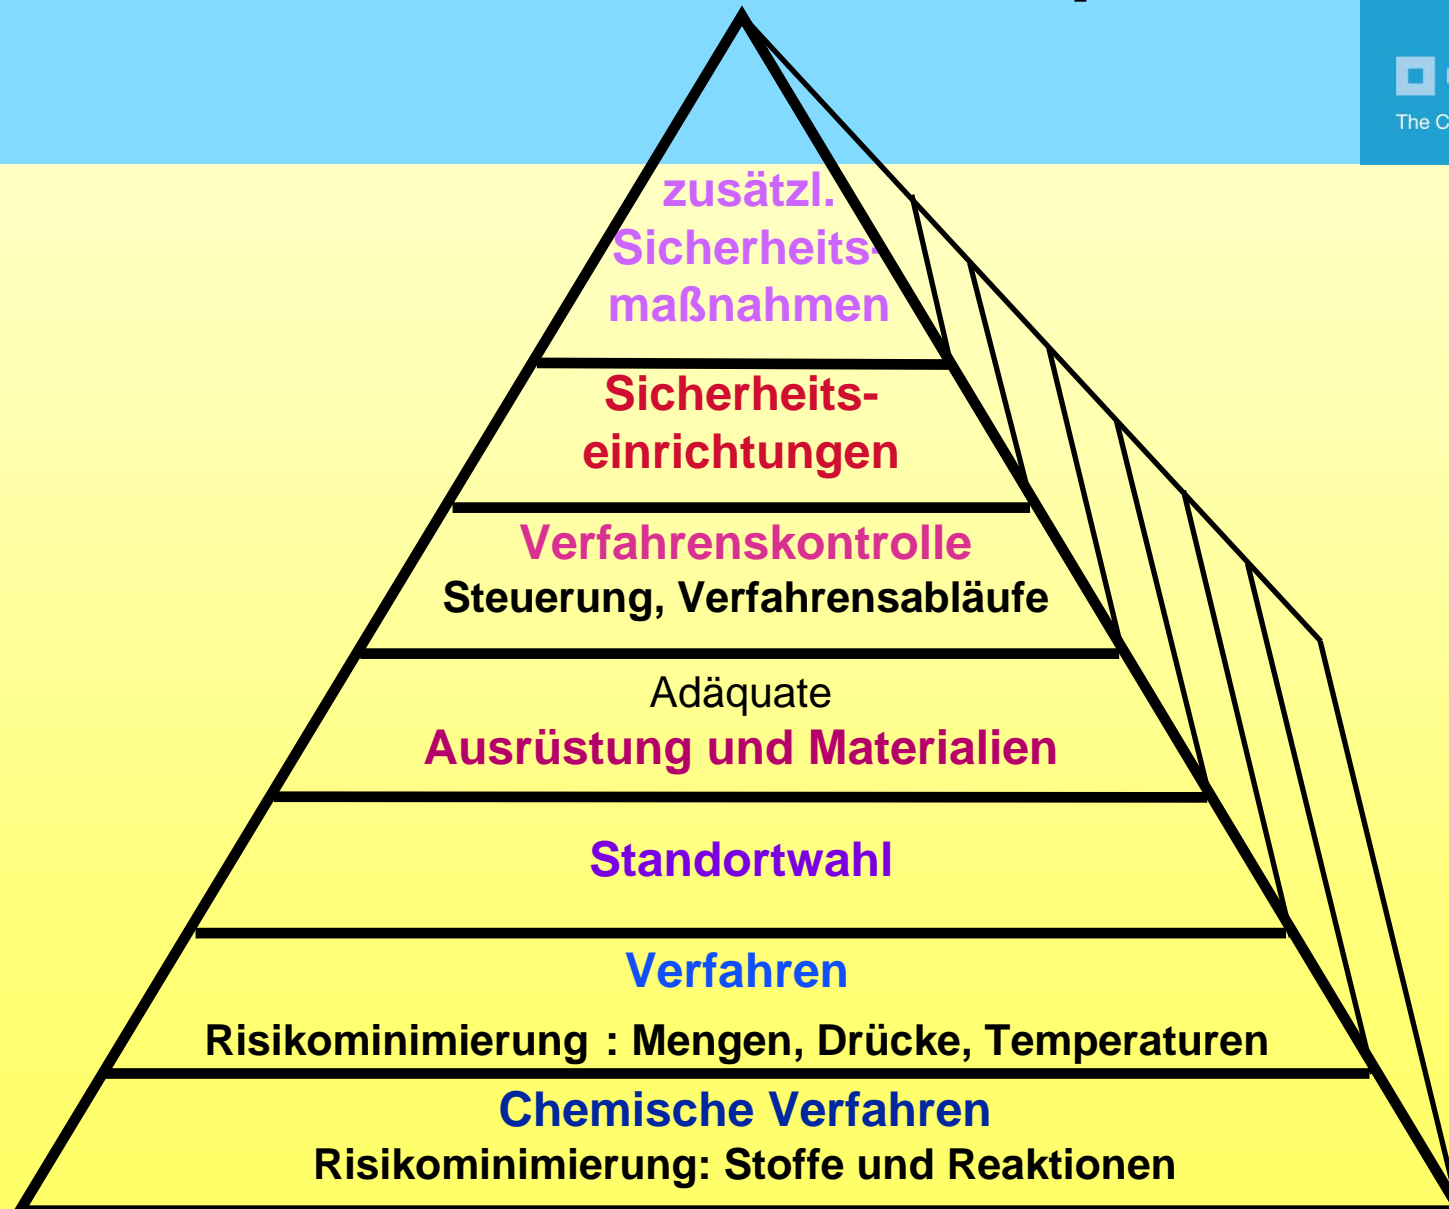 The C
zusätzl.
Sicherheits-
maßnahmen
Sicherheits-
einrichtungen
Verfahrenskontrolle
Steuerung, Verfahrensabläufe
Adäquate
Ausrüstung und Materialien
Standortwahl
Verfahren
Risikominimierung : Mengen, Drücke, Temperaturen
Chemische Verfahren
Risikominimierung: Stoffe und Reaktionen